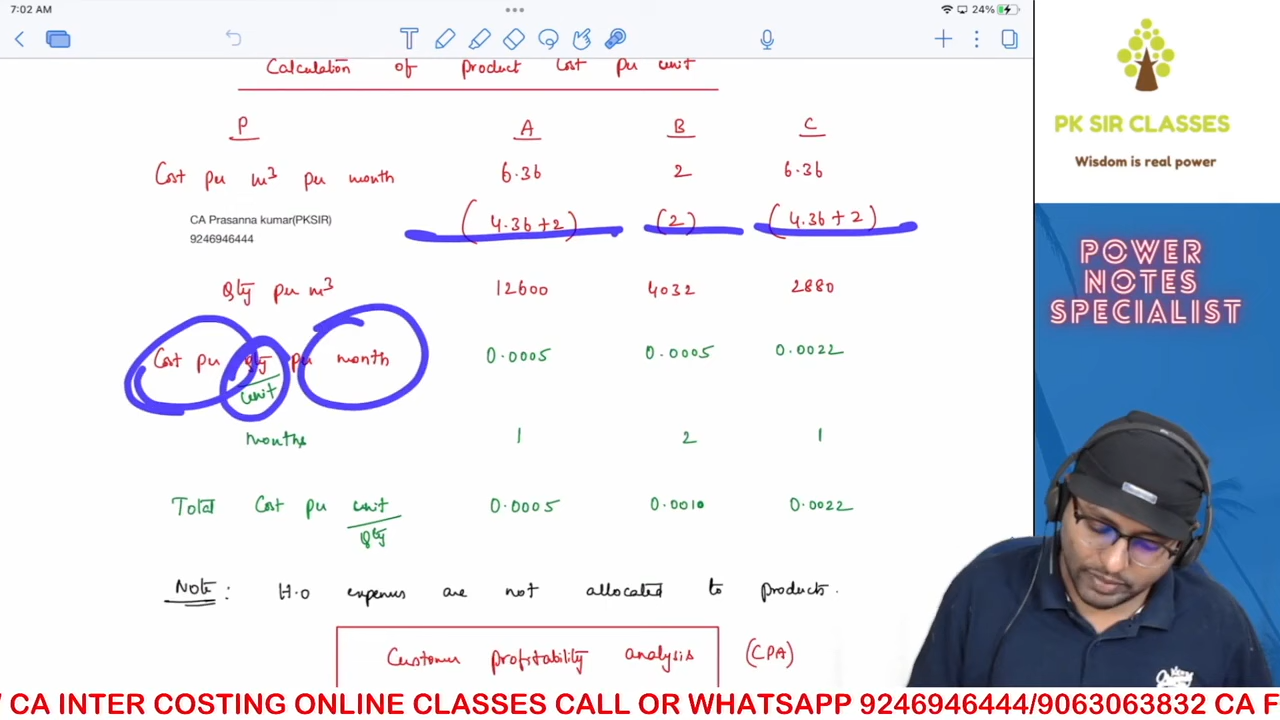 7:02 AM
24%
Calculation of Product Cost per unit
P A B C
Cost per m³ per month 6.36 2 6.36
(4.36+2) (2) (4.36+2)
CA Prasanna kumar(PKSIR)
9246946444
Qty per m³ 12600 4032 2880
Cost per Qty per month 0.0005 0.0005 0.0022
unit
months 1 2 1
Total Cost per unit 0.0005 0.0010 0.0022
Qty
Note : H.O expenses are not allocated to products.
Customer profitability analysis (CPA)
PK SIR CLASSES
Wisdom is real power
POWER
NOTES
SPECIALIST
CA INTER COSTING ONLINE CLASSES CALL OR WHATSAPP 9246946444/9063063832 CA F